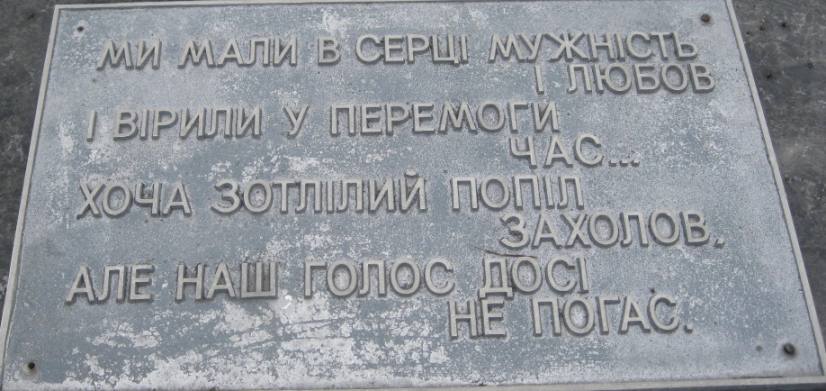 МИ МАЛИ В СЕРЦІ МУЖНІСТЬ
І ЛЮБОВ
І ВІРИЛИ У ПЕРЕМОГИ
ЧАС...
ХОЧА ЗОТЛІЛИЙ ПОПІЛ
ЗАХОЛОВ,
АЛЕ НАШ ГОЛОС ДОСІ
НЕ ПОГАС.